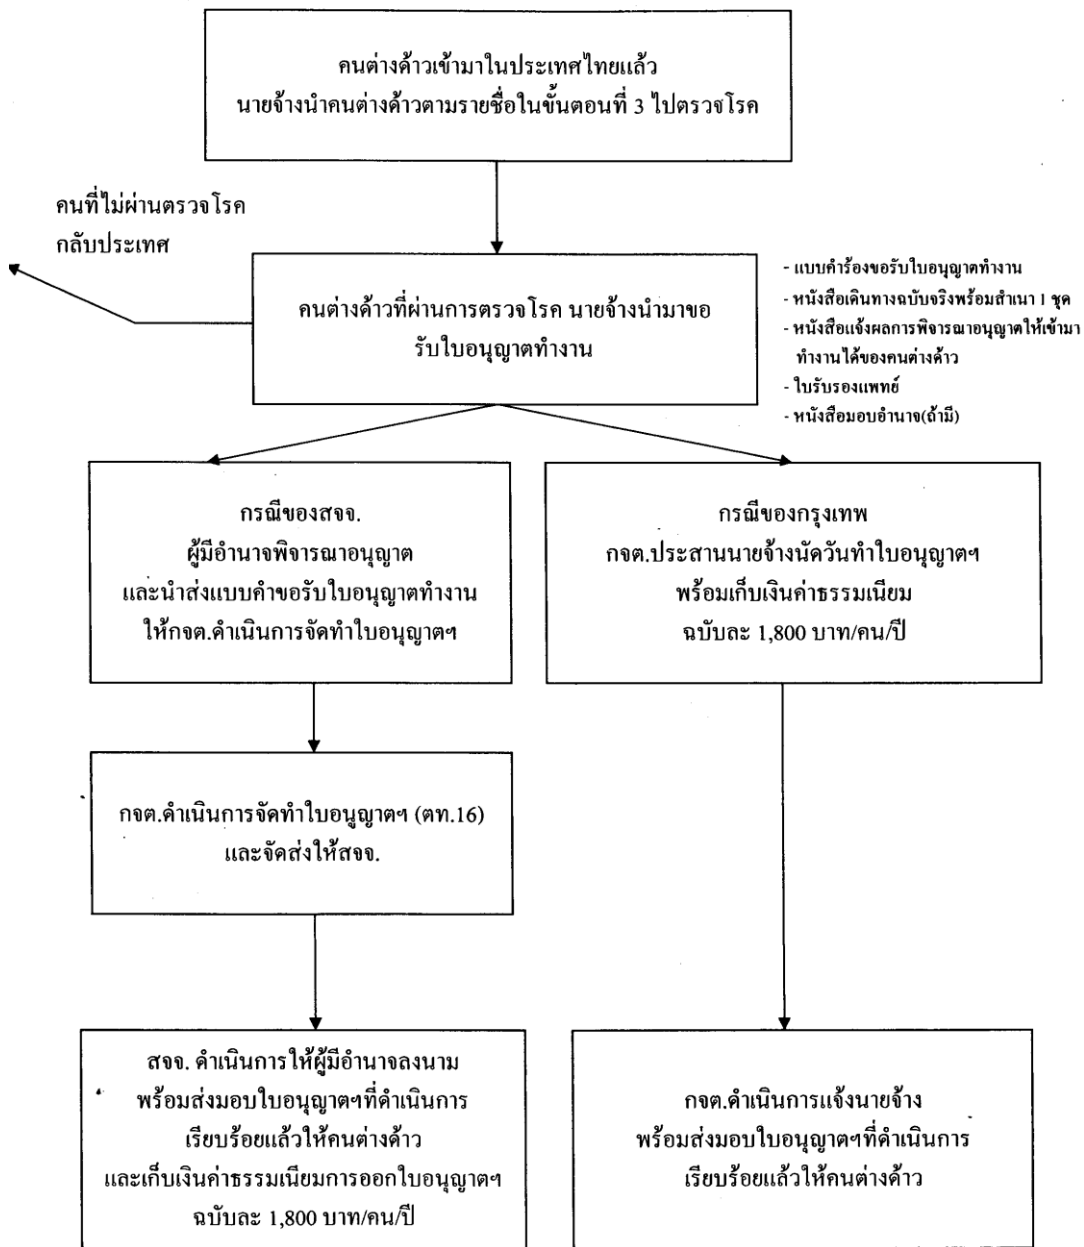 คนต่างด้าวเข้ามาในประเทศไทยแล้ว
นายจ้างนำคนต่างด้าวตามรายชื่อในขั้นตอนที่ 3 ไปตรวจโรค
คนที่ไม่ผ่านตรวจโรค
กลับประเทศ
คนต่างด้าวที่ผ่านการตรวจโรค นายจ้างนำมาขอ
รับใบอนุญาตทำงาน
- แบบคำร้องขอรับใบอนุญาตทำงาน
- หนังสือเดินทางฉบับจริงพร้อมสำเนา 1 ชุด
- หนังสือแจ้งผลการพิจารณาอนุญาตให้เข้ามา
ทำงานได้ของคนต่างด้าว
- ใบรับรองแพทย์
- หนังสือมอบอำนาจ(ถ้ามี)
กรณีของสจจ.
ผู้มีอำนาจพิจารณาอนุญาต
และนำส่งแบบคำขอรับใบอนุญาตทำงาน
ให้กจต.ดำเนินการจัดทำใบอนุญาตฯ
กรณีของกรุงเทพ
กจต.ประสานนายจ้างนัดวันทำใบอนุญาตฯ
พร้อมเก็บเงินค่าธรรมเนียม
ฉบับละ 1,800 บาท/คน/ปี
กจต.ดำเนินการจัดทำใบอนูญาตฯ (ตท.16)
และจัดส่งให้สจจ.
สจจ. ดำเนินการให้ผู้มีอำนาจลงนาม
พร้อมส่งมอบใบอนุญาตฯที่ดำเนินการ
เรียบร้อยแล้วให้คนต่างด้าว
และเก็บเงินค่าธรรมเนียมการออกใบอนุญาตฯ
ฉบับละ 1,800 บาท/คน/ปี
กจต.ดำเนินการแจ้งนายจ้าง
พร้อมส่งมอบใบอนุญาตฯที่ดำเนินการ
เรียบร้อยแล้วให้คนต่างด้าว